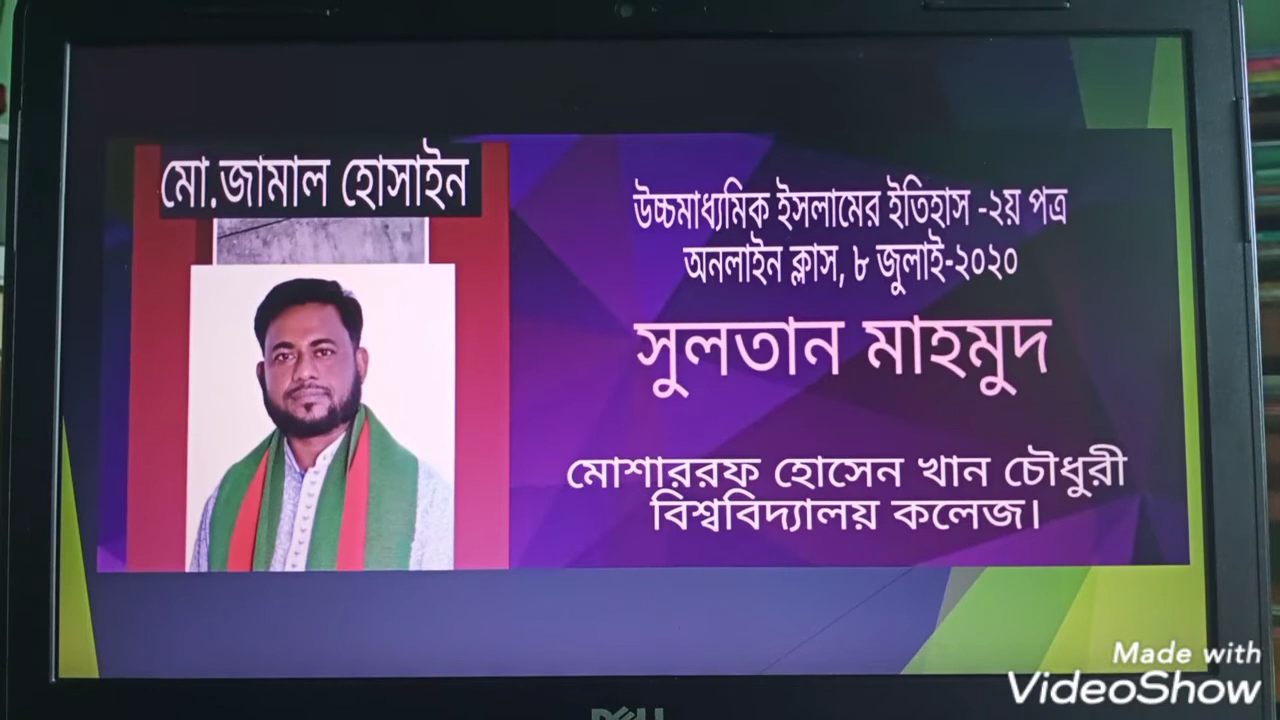 মো.জামাল হোসাইন
উচ্চমাধ্যমিক ইসলামের ইতিহাস -২য় পত্র
অনলাইন ক্লাস, ৮ জুলাই-২০২০
সুলতান মাহমুদ
মোশাররফ হোসেন খান চৌধুরী
বিশ্ববিদ্যালয় কলেজ।
Made with
VideoShow
DELL